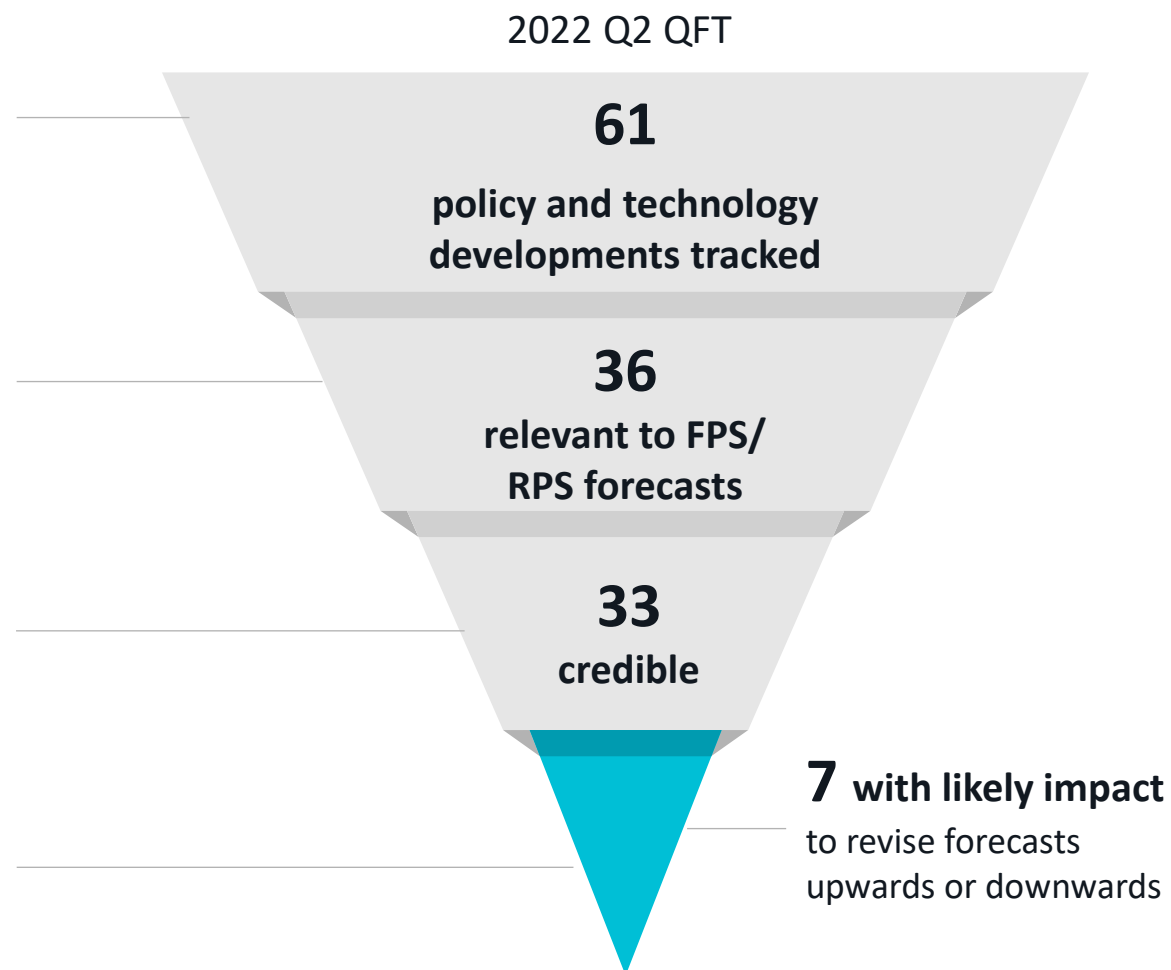 2022 Q2 QFT
61
policy and technology
developments tracked
36
relevant to FPS/
RPS forecasts
33
credible
7 with likely impact
to revise forecasts
upwards or downwards